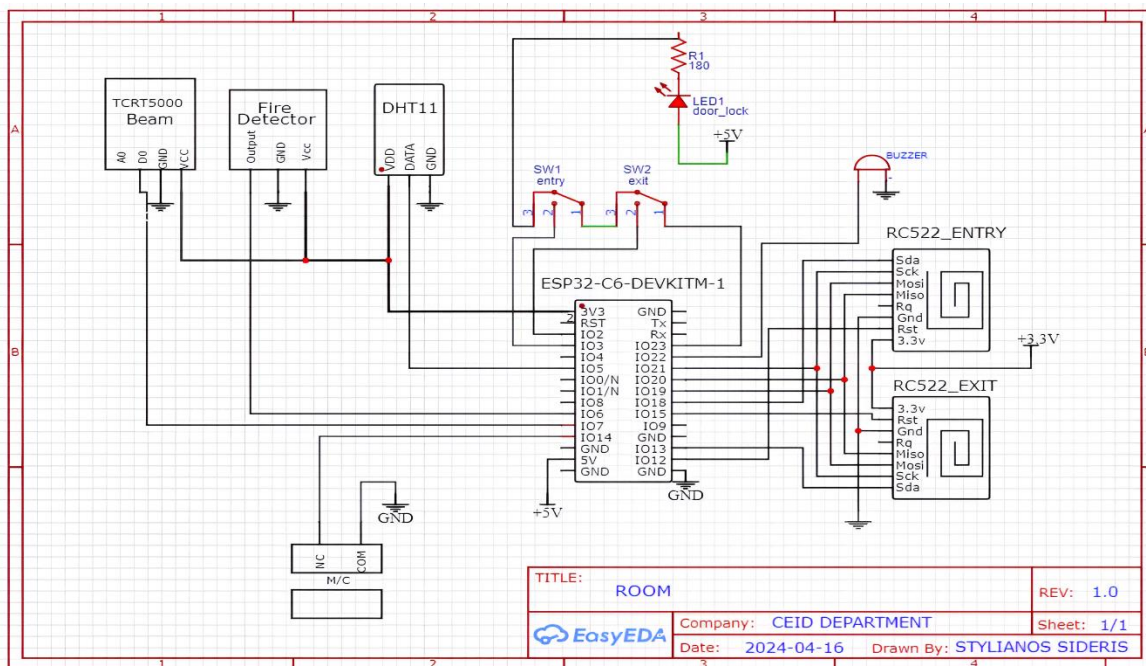 1 2 3 4
A
B
R1
180
LED1
door_lock
+5V
TCRT5000
Beam
A0 D0 GND VCC
Fire
Detector
Output GND Vcc
DHT11
VDD DATA GND
SW1
entry
3 2 1
SW2
exit
3 2 1
BUZZER
-
RC522_ENTRY
Sda
Sck
Mosi
Miso
Rq
Gnd
Rst
3.3v
+3.3V
ESP32-C6-DEVKITM-1
2
3V3 GND
RST Tx
IO2 Rx
IO3 IO23
IO4 IO22
IO5 IO21
IO0/N IO20
IO1/N IO19
IO8 IO18
IO6 IO15
IO7 IO9
IO14 GND
GND IO13
5V IO12
GND GND
+5V
GND
RC522_EXIT
3.3v
Rst
Gnd
Rq
Miso
Mosi
Sck
Sda
GND
NC COM
M/C
TITLE:
ROOM
REV: 1.0
EasyEDA
Company: CEID DEPARTMENT
Sheet: 1/1
Date: 2024-04-16
Drawn By: STYLIANOS SIDERIS
1 2 3 4